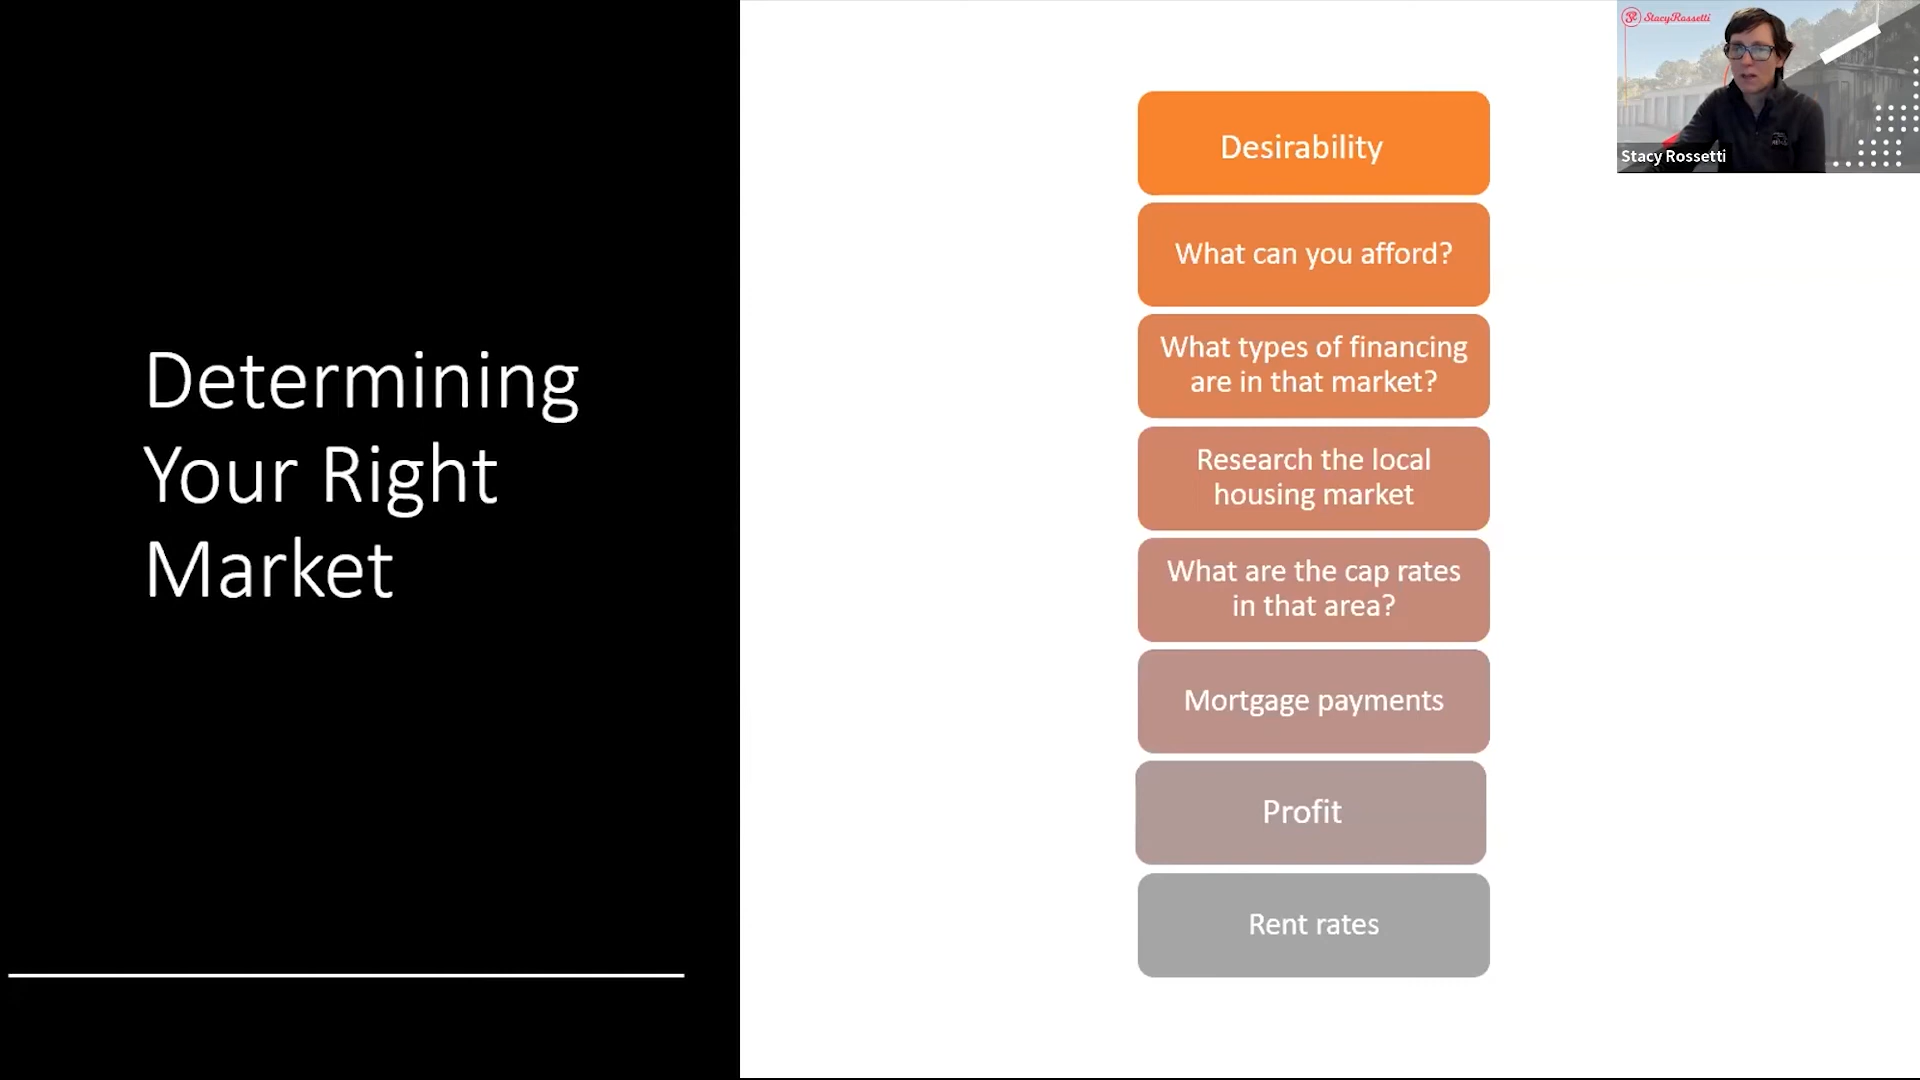 Determining
Your Right
Market
Desirability
What can you afford?
What types of financing
are in that market?
Research the local
housing market
What are the cap rates
in that area?
Mortgage payments
Profit
Rent rates
StacyRossetti
Stacy Rossetti